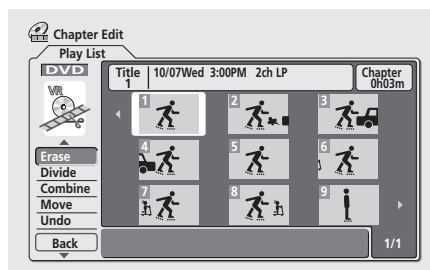 Chapter Edit
Play List
DVD
Title 1 10/07Wed 3:00PM 2ch LP Chapter 0h03m
VR
1 2 3
Erase
4 5 6
Divide
Combine
Move
7 8 9
Undo
Back
1/1